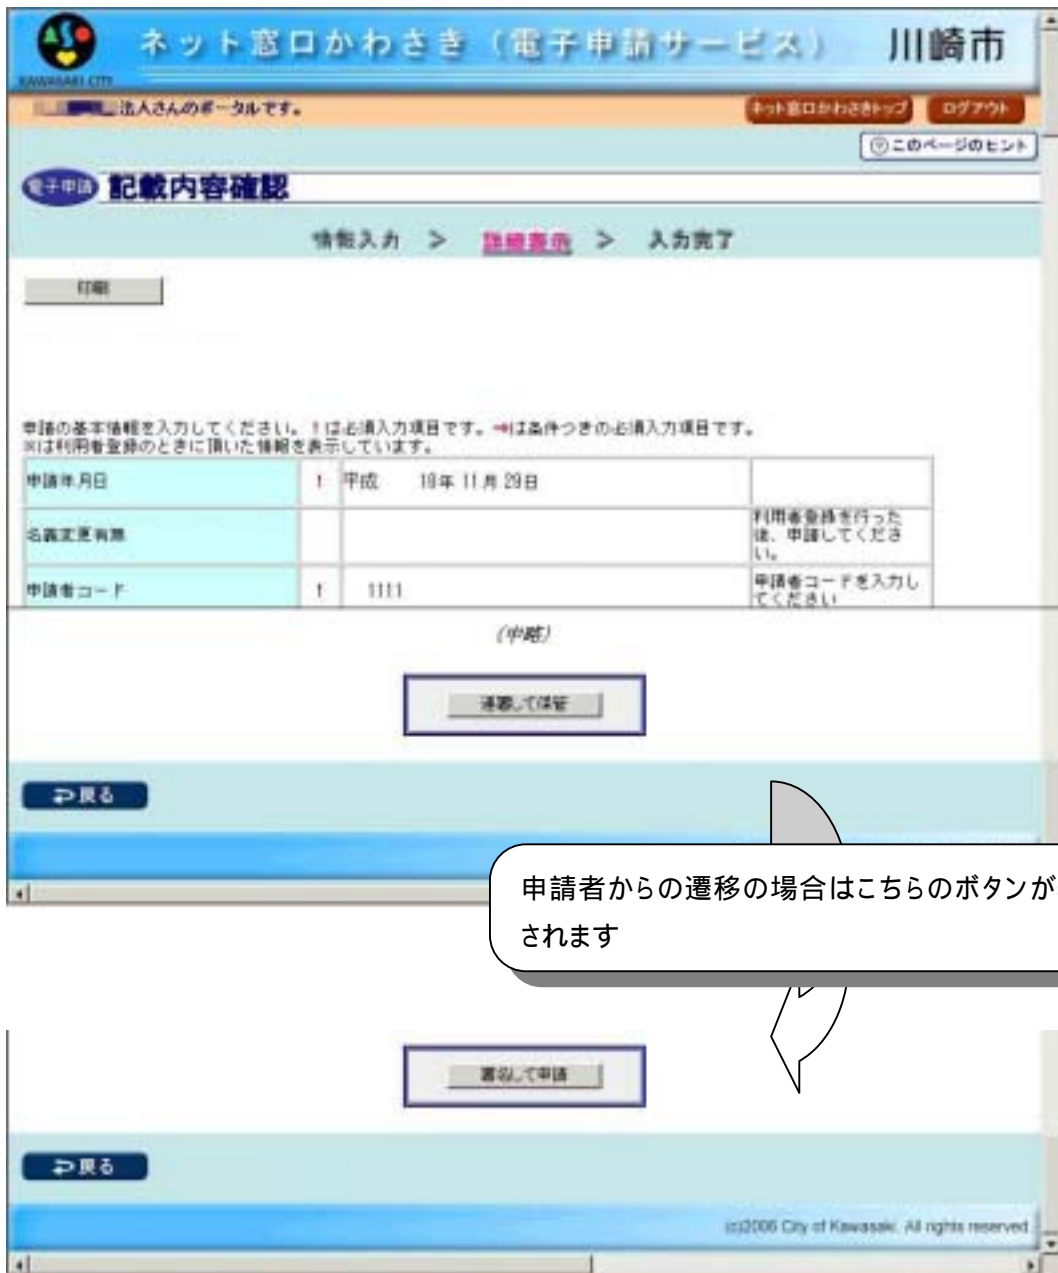 ネット窓口かわさき（電子申請サービス）　川崎市
KAWASAKI CITY
法人さんのポータルです。
ネット窓口かわさきトップ　ログアウト
このページのヒント
電子申請 記載内容確認
情報入力　＞　詳細表示　＞　入力完了
印刷
申請の基本情報を入力してください。！は必須入力項目です。➡は条件つきの必須入力項目です。
※は利用者登録のときに頂いた情報を表示しています。
申請年月日　！　平成　18年 11月 29日
名義変更有無　利用者登録を行った
後、申請してくださ
い。
申請者コード　！　1111　申請者コードを入力し
てください
（中略）
連署して保管
戻る
申請者からの遷移の場合はこちらのボタンが
されます
署名して申請
戻る
(c)2006 City of Kawasaki. All rights reserved